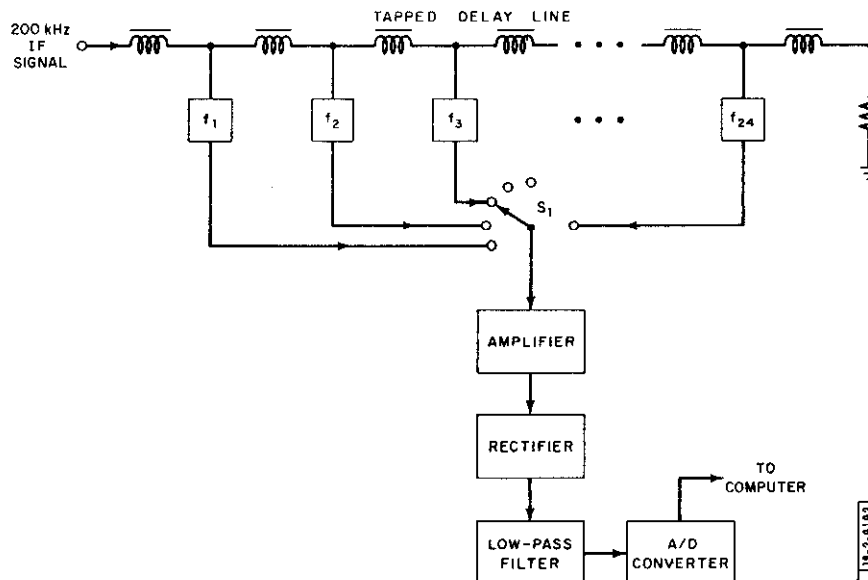 TAPPED DELAY LINE
200 kHz
IF
SIGNAL
f1
f2
f3
f24
S1
AMPLIFIER
RECTIFIER
LOW-PASS
FILTER
A/D
CONVERTER
TO
COMPUTER